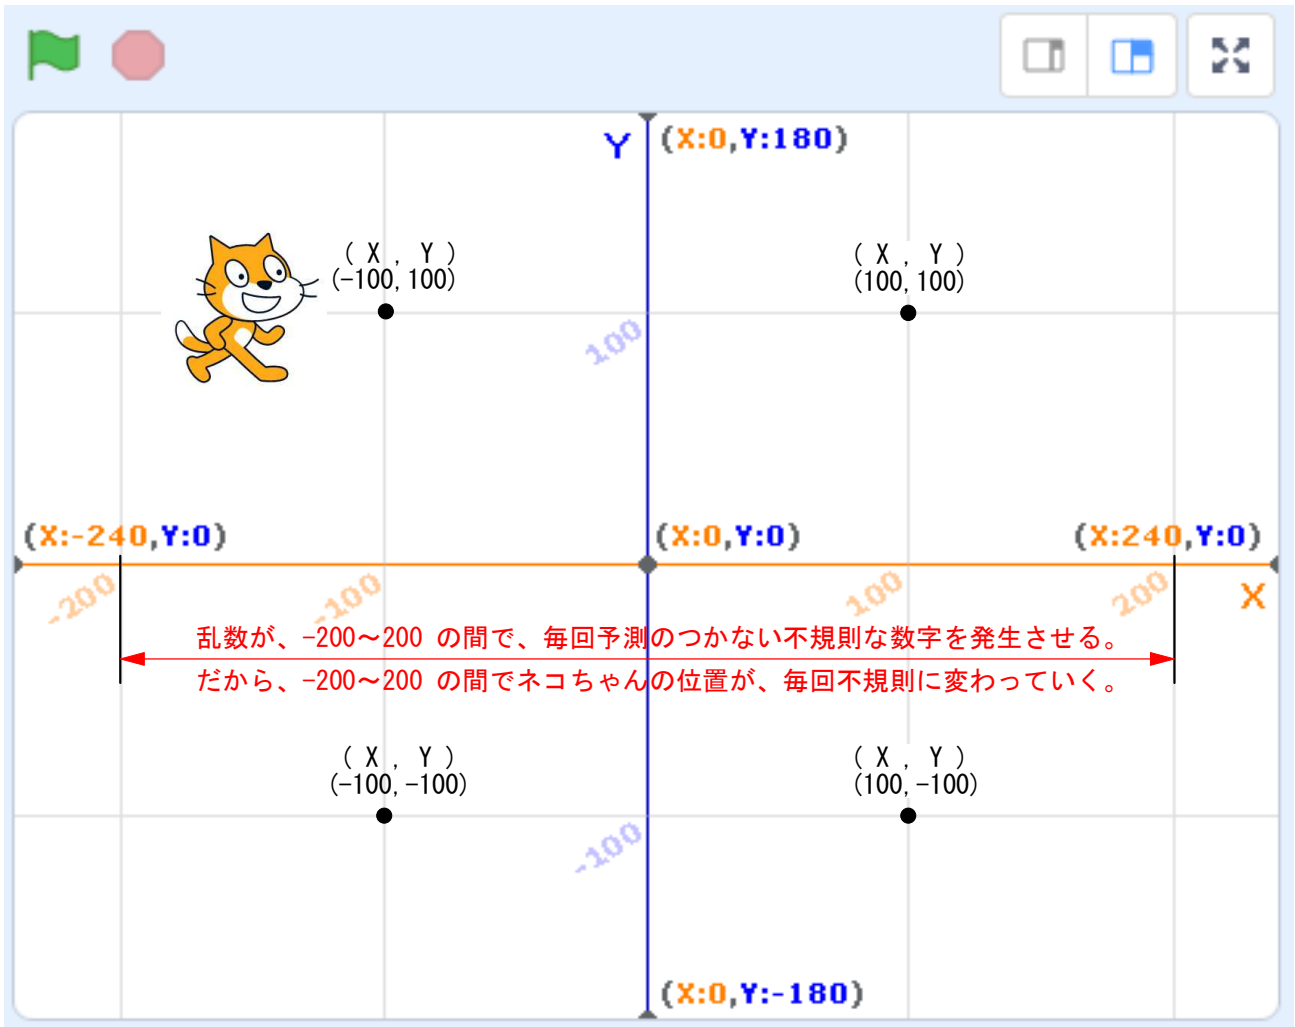 Y
(X:0,Y:180)
( X , Y )
(-100,100)
( X , Y )
(100,100)
100
(X:-240,Y:0)
(X:0,Y:0)
(X:240,Y:0)
-200
-100
100
200
X
乱数が、-200～200 の間で、毎回予測のつかない不規則な数字を発生させる。
だから、-200～200 の間でネコちゃんの位置が、毎回不規則に変わっていく。
( X , Y )
(-100,-100)
( X , Y )
(100,-100)
-100
(X:0,Y:-180)